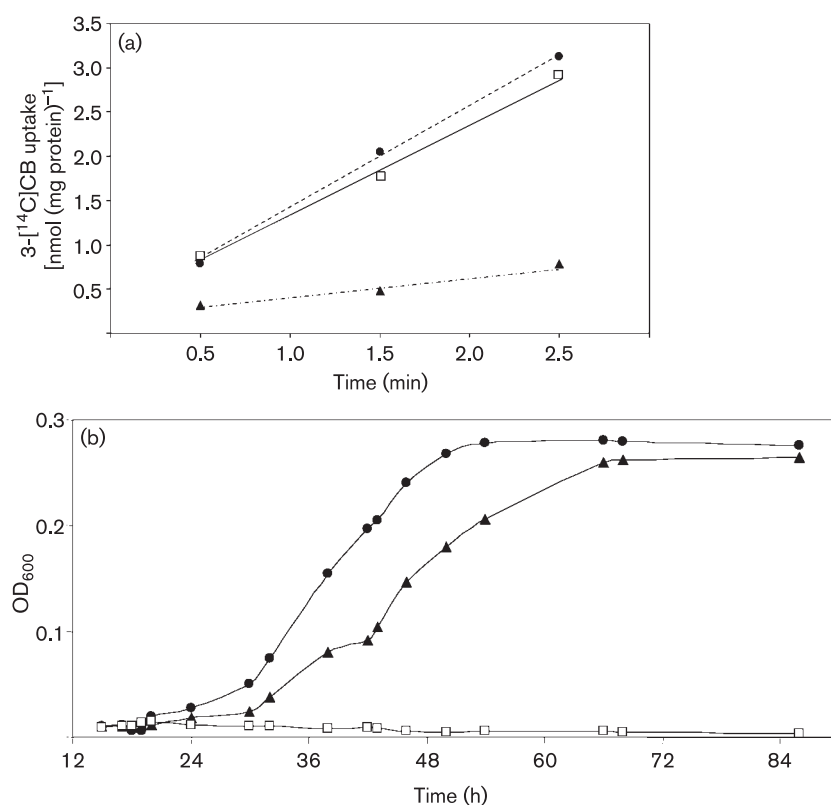 (a)
3.5
3.0
2.5
2.0
1.5
1.0
0.5
3-[¹⁴C]CB uptake
[nmol (mg protein)⁻¹]
0.5 1.0 1.5 2.0 2.5
Time (min)
(b)
0.3
0.2
0.1
OD₆₀₀
12 24 36 48 60 72 84
Time (h)